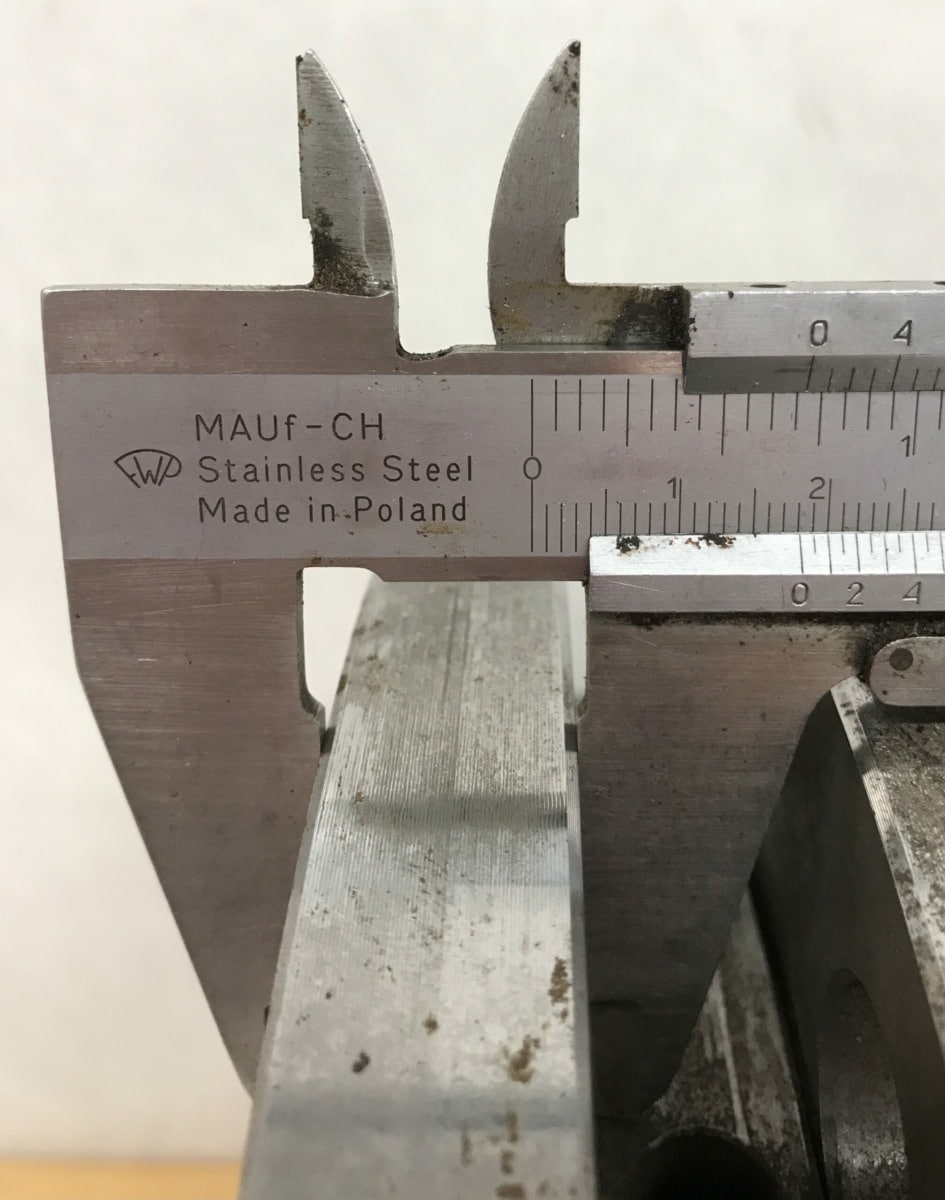 0 4
MAUf-CH
FWP Stainless Steel 0
Made in Poland
1
1 2
0 2 4